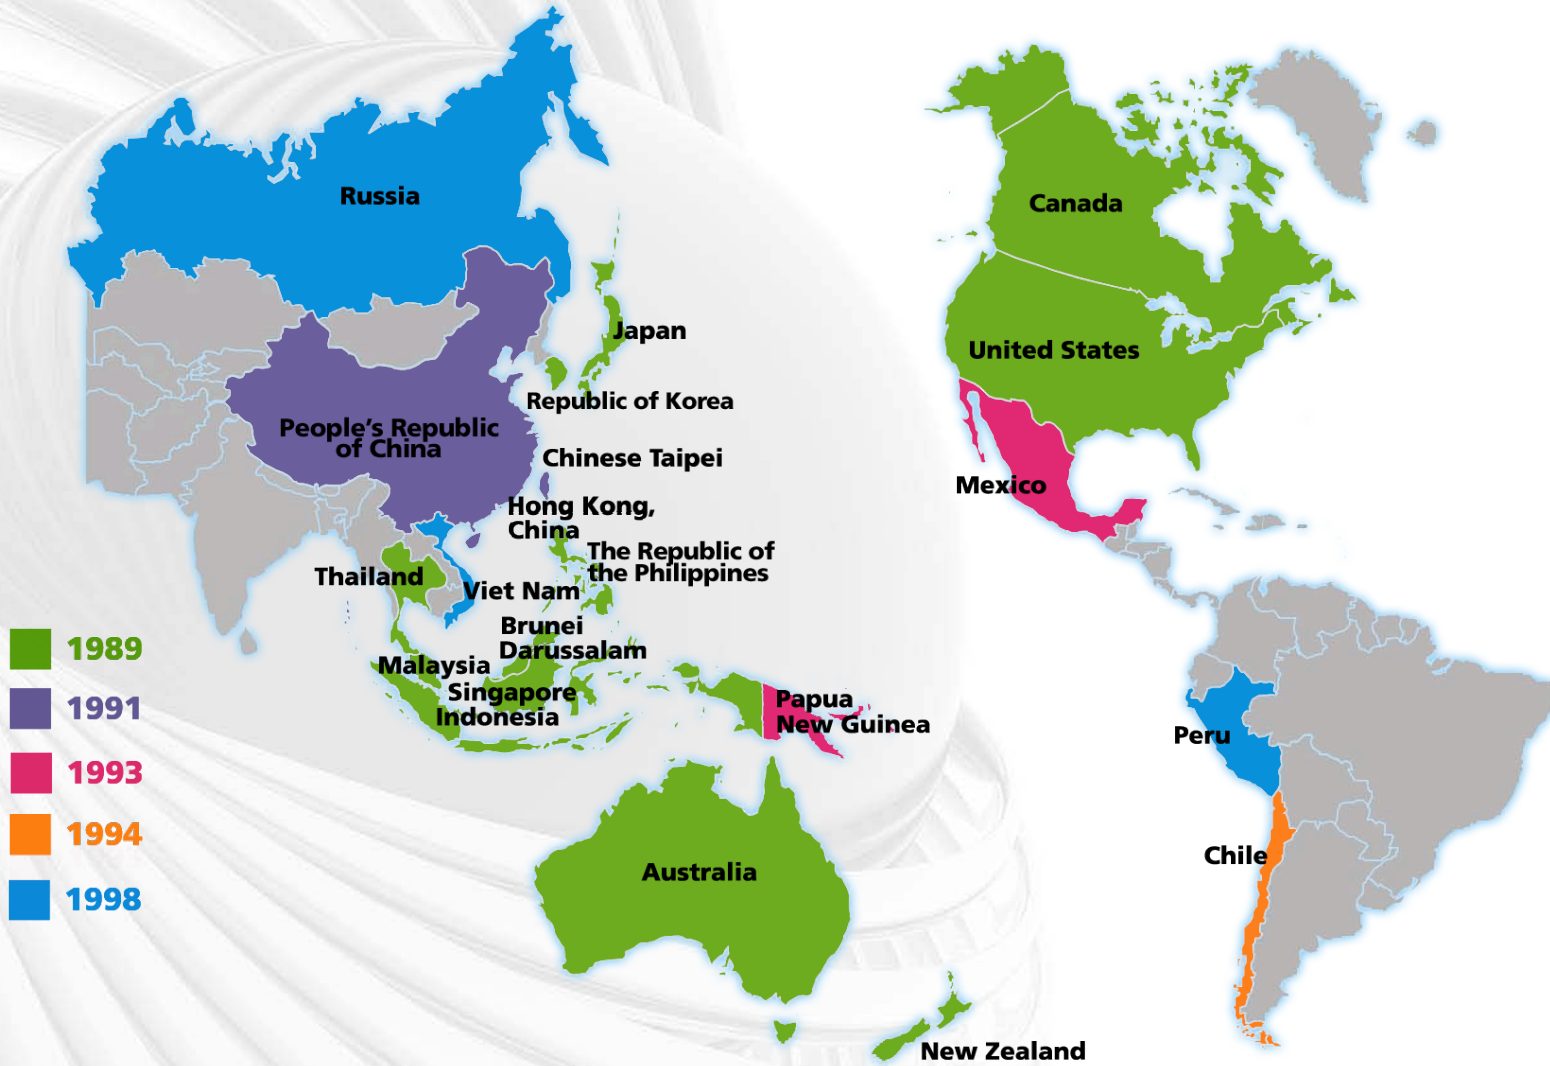 Russia
Canada
Japan
United States
Republic of Korea
People's Republic
of China
Chinese Taipei
Mexico
Hong Kong,
China
The Republic of
the Philippines
Thailand
Viet Nam
Brunei
Darussalam
Malaysia
Singapore
Indonesia
Papua
New Guinea
Peru
Chile
Australia
New Zealand
1989
1991
1993
1994
1998